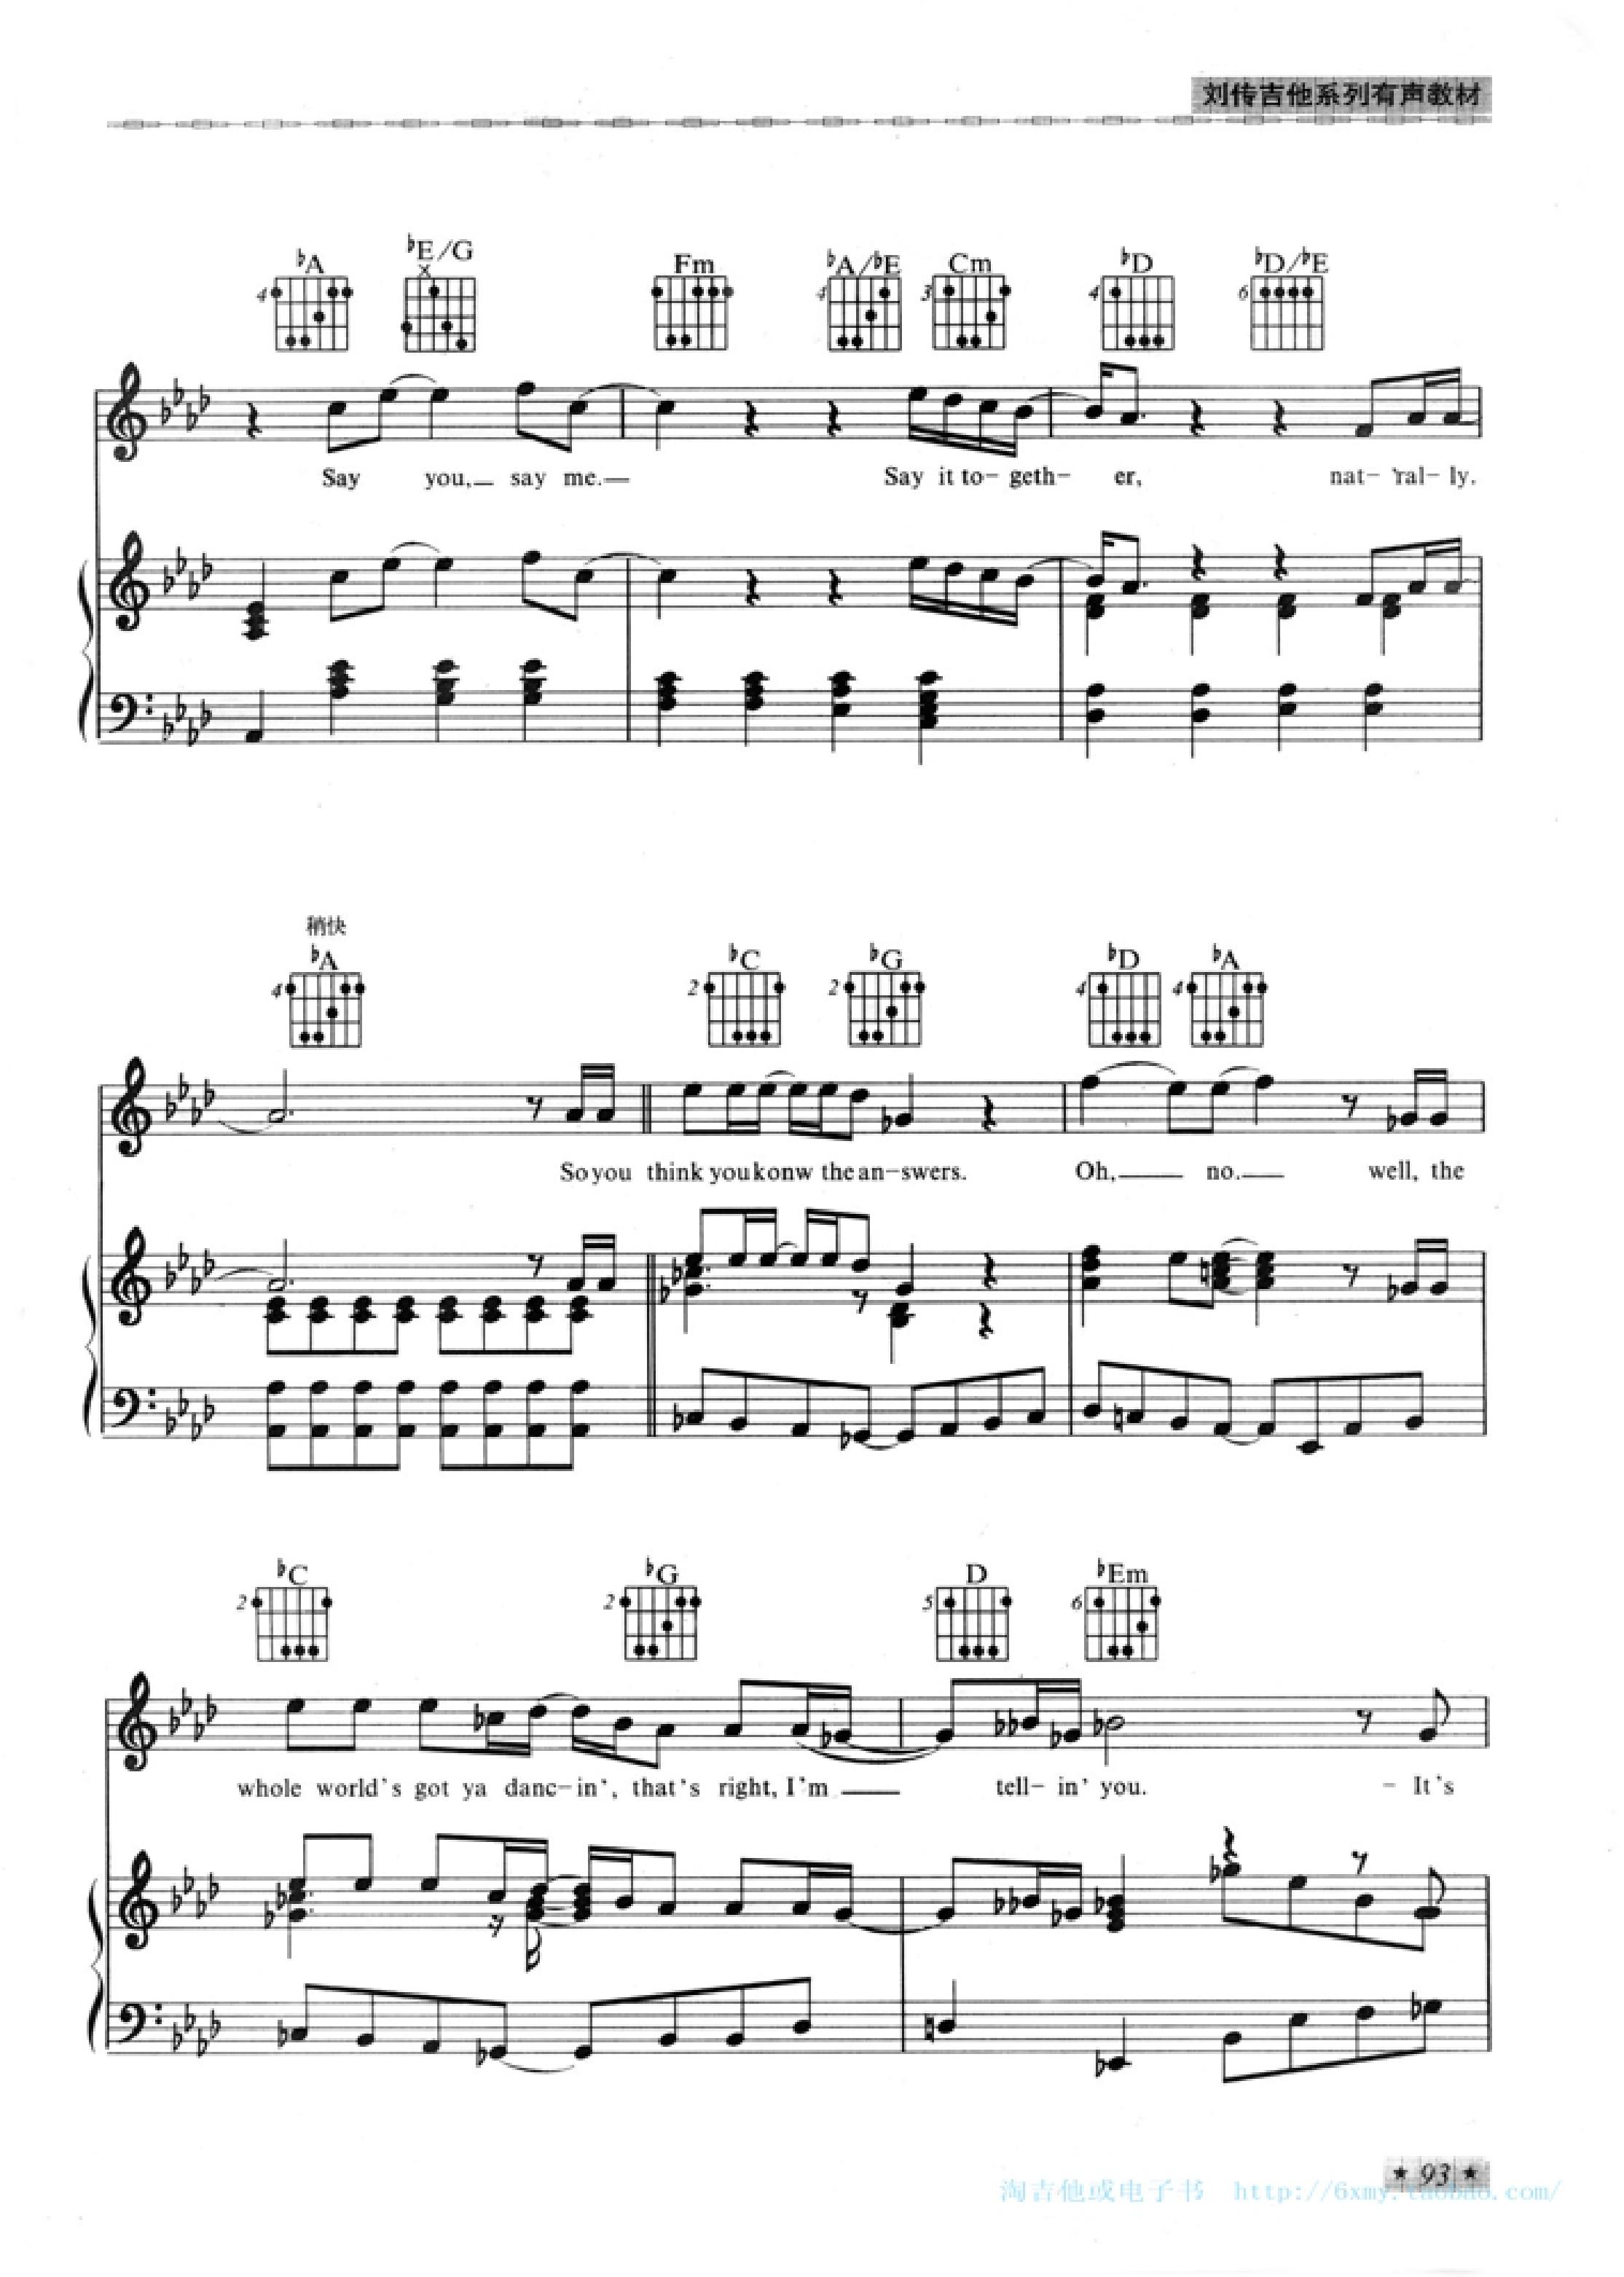 刘传吉他系列有声教材
♭A ♭E/G Fm ♭A/♭E Cm ♭D ♭D/♭E
x
4 4 3 4 6
Say you, say me. Say it to-geth- er, nat- 'ral- ly.
稍快
♭A ♭C ♭G ♭D ♭A
4 2 2 4 4
So you think you konw the an-swers. Oh, no. well, the
♭C ♭G D ♭Em
2 2 5 6
whole world's got ya danc-in', that's right, I'm tell- in' you. - It's
★ 93 ★
淘吉他或电子书 http://6xmy.taobao.com/